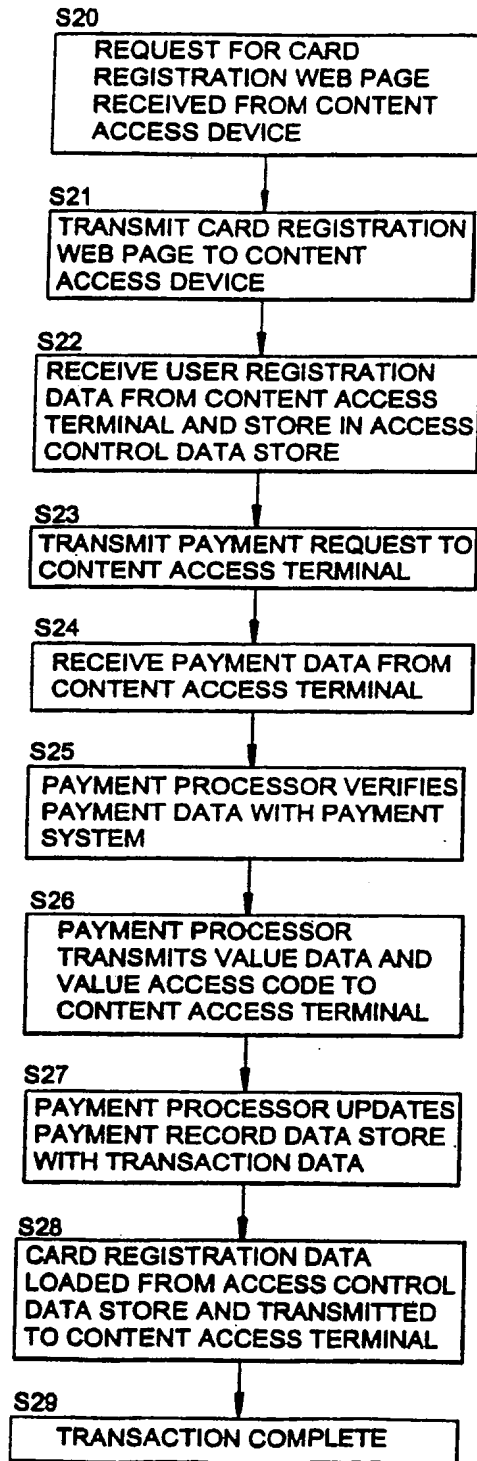 S20
REQUEST FOR CARD
REGISTRATION WEB PAGE
RECEIVED FROM CONTENT
ACCESS DEVICE
S21
TRANSMIT CARD REGISTRATION
WEB PAGE TO CONTENT
ACCESS DEVICE
S22
RECEIVE USER REGISTRATION
DATA FROM CONTENT ACCESS
TERMINAL AND STORE IN ACCESS
CONTROL DATA STORE
S23
TRANSMIT PAYMENT REQUEST TO
CONTENT ACCESS TERMINAL
S24
RECEIVE PAYMENT DATA FROM
CONTENT ACCESS TERMINAL
S25
PAYMENT PROCESSOR VERIFIES
PAYMENT DATA WITH PAYMENT
SYSTEM
S26
PAYMENT PROCESSOR
TRANSMITS VALUE DATA AND
VALUE ACCESS CODE TO
CONTENT ACCESS TERMINAL
S27
PAYMENT PROCESSOR UPDATES
PAYMENT RECORD DATA STORE
WITH TRANSACTION DATA
S28
CARD REGISTRATION DATA
LOADED FROM ACCESS CONTROL
DATA STORE AND TRANSMITTED
TO CONTENT ACCESS TERMINAL
S29
TRANSACTION COMPLETE